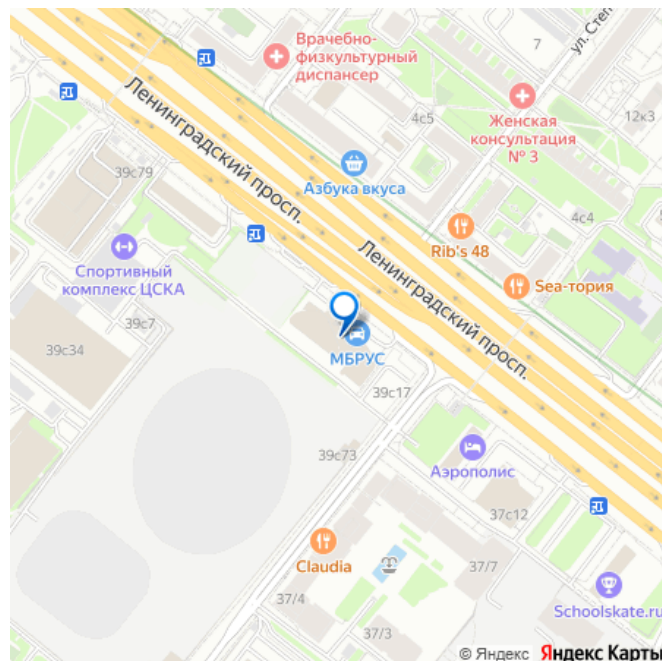 Врачебно-
физкультурный
диспансер
7
ул. Степ
4с5
Женская
консультация
№ 3
12к3
Ленинградский просп.
39с79
Азбука вкуса
4с4
Rib's 48
Sea-тория
Спортивный
комплекс ЦСКА
Ленинградский просп.
39с7
39с34
МБРУС
39с17
39с73
Аэрополис
37с12
Claudia
37/7
37/4
37/3
Schoolskate.ru
© Яндекс Яндекс Карты